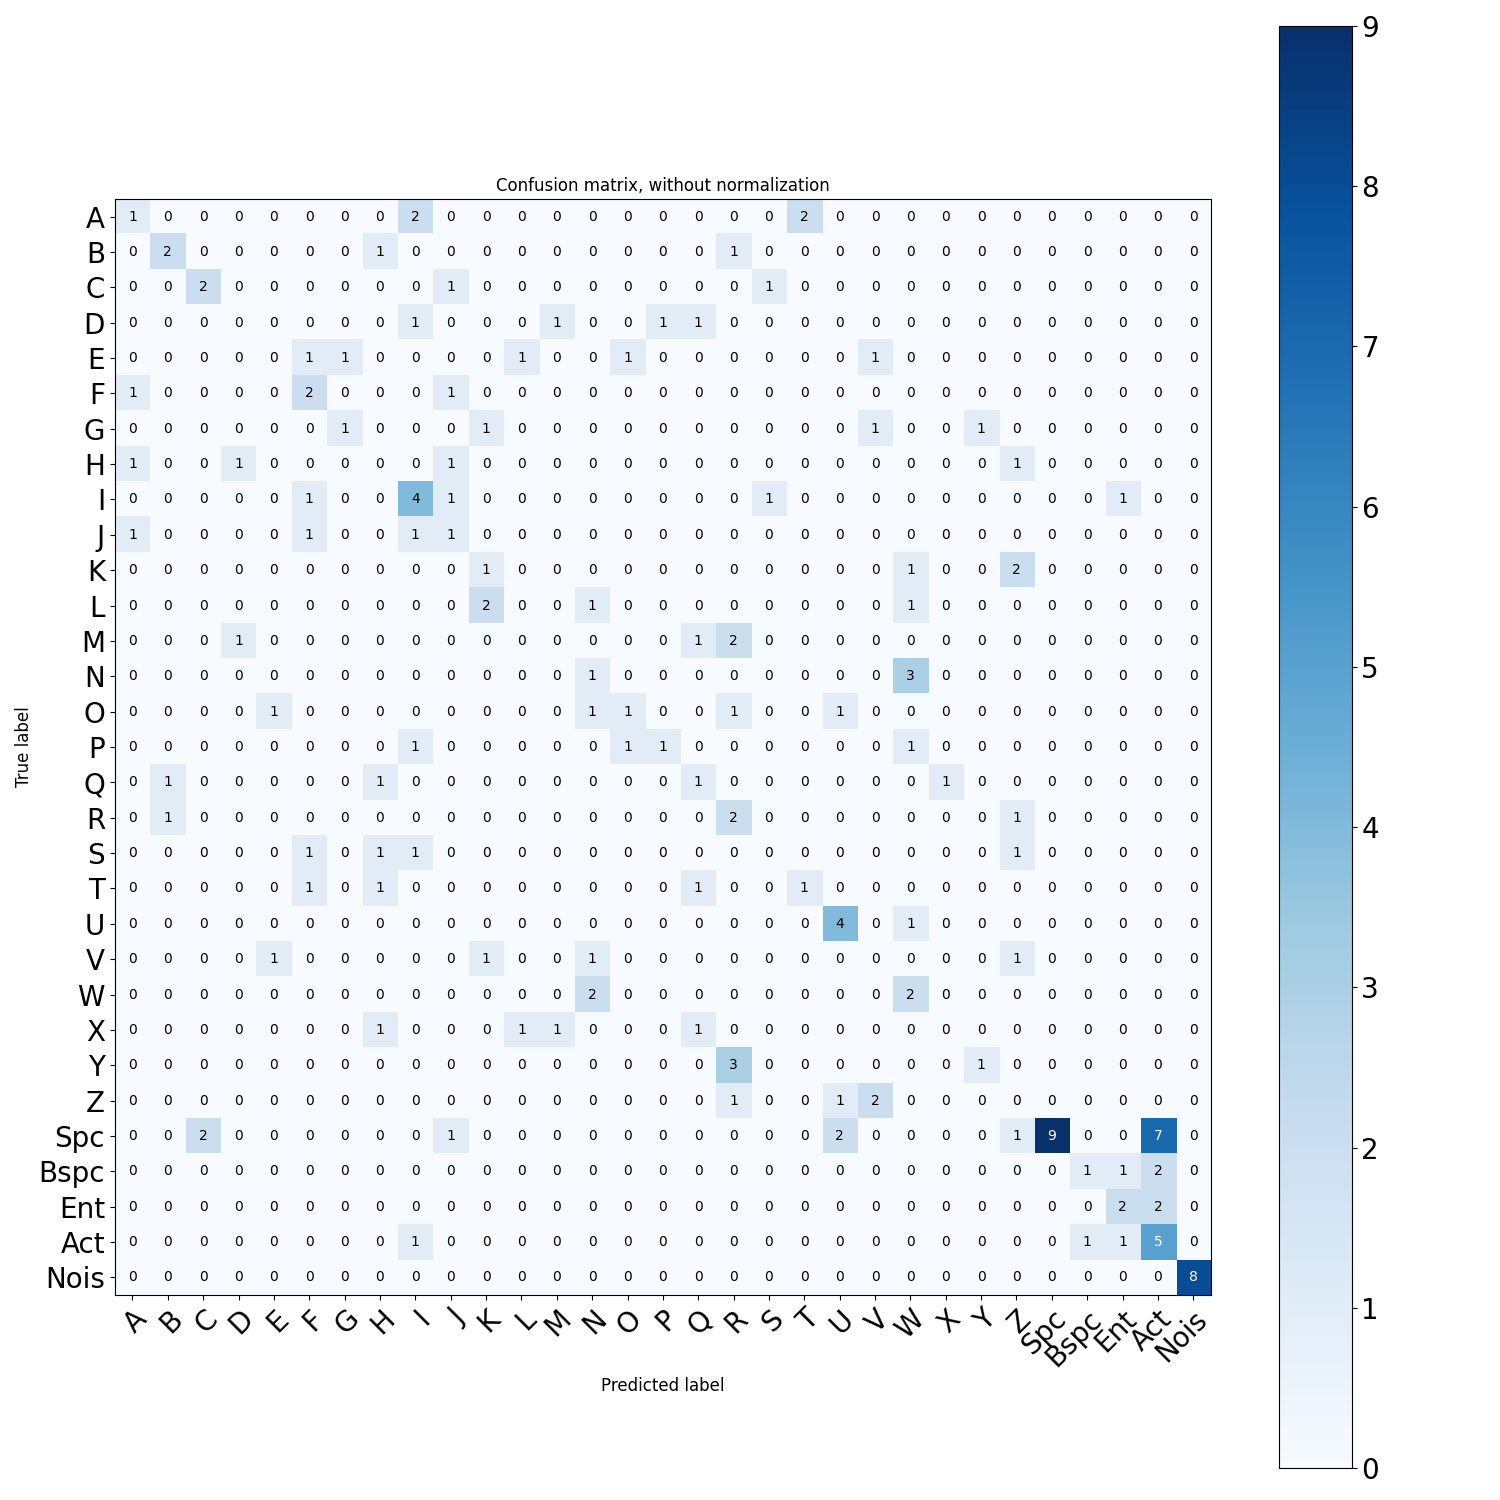 Confusion matrix, without normalization
A 1 0 0 0 0 0 0 0 2 0 0 0 0 0 0 0 0 0 0 2 0 0 0 0 0 0 0 0 0 0 0
B 0 2 0 0 0 0 0 1 0 0 0 0 0 0 0 0 0 1 0 0 0 0 0 0 0 0 0 0 0 0 0
C 0 0 2 0 0 0 0 0 0 1 0 0 0 0 0 0 0 0 1 0 0 0 0 0 0 0 0 0 0 0 0
D 0 0 0 0 0 0 0 0 1 0 0 0 1 0 0 1 1 0 0 0 0 0 0 0 0 0 0 0 0 0 0
E 0 0 0 0 0 1 1 0 0 0 0 1 0 0 1 0 0 0 0 0 0 1 0 0 0 0 0 0 0 0 0
F 1 0 0 0 0 2 0 0 0 1 0 0 0 0 0 0 0 0 0 0 0 0 0 0 0 0 0 0 0 0 0
G 0 0 0 0 0 0 1 0 0 0 1 0 0 0 0 0 0 0 0 0 0 1 0 0 1 0 0 0 0 0 0
H 1 0 0 1 0 0 0 0 0 1 0 0 0 0 0 0 0 0 0 0 0 0 0 0 0 1 0 0 0 0 0
I 0 0 0 0 0 1 0 0 4 1 0 0 0 0 0 0 0 0 1 0 0 0 0 0 0 0 0 0 1 0 0
J 1 0 0 0 0 1 0 0 1 1 0 0 0 0 0 0 0 0 0 0 0 0 0 0 0 0 0 0 0 0 0
K 0 0 0 0 0 0 0 0 0 0 1 0 0 0 0 0 0 0 0 0 0 0 1 0 0 2 0 0 0 0 0
L 0 0 0 0 0 0 0 0 0 0 2 0 0 1 0 0 0 0 0 0 0 0 1 0 0 0 0 0 0 0 0
M 0 0 0 1 0 0 0 0 0 0 0 0 0 0 0 0 1 2 0 0 0 0 0 0 0 0 0 0 0 0 0
N 0 0 0 0 0 0 0 0 0 0 0 0 0 1 0 0 0 0 0 0 0 0 3 0 0 0 0 0 0 0 0
O 0 0 0 0 1 0 0 0 0 0 0 0 0 1 1 0 0 1 0 0 1 0 0 0 0 0 0 0 0 0 0
P 0 0 0 0 0 0 0 0 1 0 0 0 0 0 1 1 0 0 0 0 0 0 1 0 0 0 0 0 0 0 0
Q 0 1 0 0 0 0 0 1 0 0 0 0 0 0 0 0 1 0 0 0 0 0 0 1 0 0 0 0 0 0 0
R 0 1 0 0 0 0 0 0 0 0 0 0 0 0 0 0 0 2 0 0 0 0 0 0 0 1 0 0 0 0 0
S 0 0 0 0 0 1 0 1 1 0 0 0 0 0 0 0 0 0 0 0 0 0 0 0 0 1 0 0 0 0 0
T 0 0 0 0 0 1 0 1 0 0 0 0 0 0 0 0 1 0 0 1 0 0 0 0 0 0 0 0 0 0 0
U 0 0 0 0 0 0 0 0 0 0 0 0 0 0 0 0 0 0 0 0 4 0 1 0 0 0 0 0 0 0 0
V 0 0 0 0 1 0 0 0 0 0 1 0 0 1 0 0 0 0 0 0 0 0 0 0 0 1 0 0 0 0 0
W 0 0 0 0 0 0 0 0 0 0 0 0 0 2 0 0 0 0 0 0 0 0 2 0 0 0 0 0 0 0 0
X 0 0 0 0 0 0 0 1 0 0 0 1 1 0 0 0 1 0 0 0 0 0 0 0 0 0 0 0 0 0 0
Y 0 0 0 0 0 0 0 0 0 0 0 0 0 0 0 0 0 3 0 0 0 0 0 0 1 0 0 0 0 0 0
Z 0 0 0 0 0 0 0 0 0 0 0 0 0 0 0 0 0 1 0 0 1 2 0 0 0 0 0 0 0 0 0
Spc 0 0 2 0 0 0 0 0 0 1 0 0 0 0 0 0 0 0 0 0 2 0 0 0 0 1 9 0 0 7 0
Bspc 0 0 0 0 0 0 0 0 0 0 0 0 0 0 0 0 0 0 0 0 0 0 0 0 0 0 0 1 1 2 0
Ent 0 0 0 0 0 0 0 0 0 0 0 0 0 0 0 0 0 0 0 0 0 0 0 0 0 0 0 0 2 2 0
Act 0 0 0 0 0 0 0 0 1 0 0 0 0 0 0 0 0 0 0 0 0 0 0 0 0 0 0 1 1 5 0
Nois 0 0 0 0 0 0 0 0 0 0 0 0 0 0 0 0 0 0 0 0 0 0 0 0 0 0 0 0 0 0 8
A B C D E F G H I J K L M N O P Q R S T U V W X Y Z Spc Bspc Ent Act Nois
Predicted label
True label
9
8
7
6
5
4
3
2
1
0